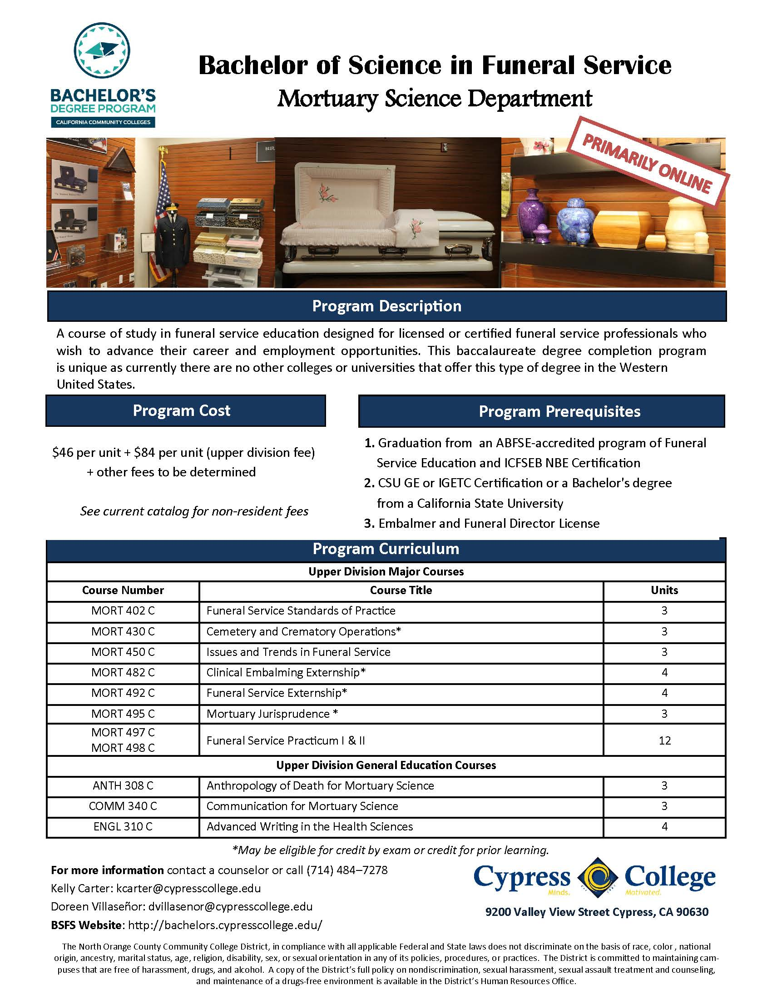 BACHELOR'S
DEGREE PROGRAM
CALIFORNIA COMMUNITY COLLEGES
Bachelor of Science in Funeral Service
Mortuary Science Department
PRIMARILY ONLINE
BUR
Program Description
A course of study in funeral service education designed for licensed or certified funeral service professionals who
wish to advance their career and employment opportunities. This baccalaureate degree completion program
is unique as currently there are no other colleges or universities that offer this type of degree in the Western
United States.
Program Cost
$46 per unit + $84 per unit (upper division fee)
+ other fees to be determined
See current catalog for non-resident fees
Program Prerequisites
1. Graduation from an ABFSE-accredited program of Funeral
Service Education and ICFSEB NBE Certification
2. CSU GE or IGETC Certification or a Bachelor's degree
from a California State University
3. Embalmer and Funeral Director License
Program Curriculum
Upper Division Major Courses
Course Number Course Title Units
MORT 402 C Funeral Service Standards of Practice 3
MORT 430 C Cemetery and Crematory Operations* 3
MORT 450 C Issues and Trends in Funeral Service 3
MORT 482 C Clinical Embalming Externship* 4
MORT 492 C Funeral Service Externship* 4
MORT 495 C Mortuary Jurisprudence * 3
MORT 497 C
MORT 498 C Funeral Service Practicum I & II 12
Upper Division General Education Courses
ANTH 308 C Anthropology of Death for Mortuary Science 3
COMM 340 C Communication for Mortuary Science 3
ENGL 310 C Advanced Writing in the Health Sciences 4
*May be eligible for credit by exam or credit for prior learning.
For more information contact a counselor or call (714) 484–7278
Kelly Carter: kcarter@cypresscollege.edu
Doreen Villaseñor: dvillasenor@cypresscollege.edu
BSFS Website: http://bachelors.cypresscollege.edu/
Cypress College
Minds. Motivated.
9200 Valley View Street Cypress, CA 90630
The North Orange County Community College District, in compliance with all applicable Federal and State laws does not discriminate on the basis of race, color , national
origin, ancestry, marital status, age, religion, disability, sex, or sexual orientation in any of its policies, procedures, or practices. The District is committed to maintaining cam-
puses that are free of harassment, drugs, and alcohol. A copy of the District's full policy on nondiscrimination, sexual harassment, sexual assault treatment and counseling,
and maintenance of a drugs-free environment is available in the District's Human Resources Office.